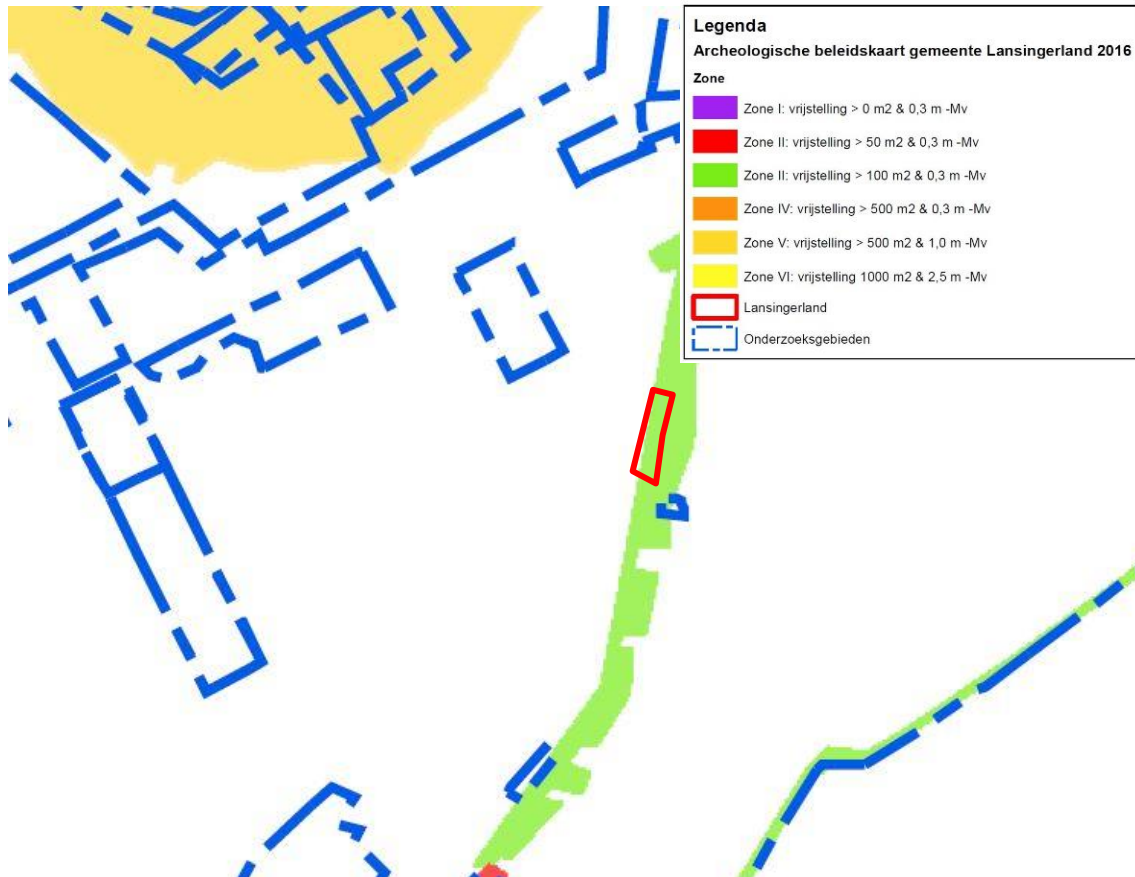 Legenda
Archeologische beleidskaart gemeente Lansingerland 2016
Zone
Zone I: vrijstelling > 0 m2 & 0,3 m -Mv
Zone II: vrijstelling > 50 m2 & 0,3 m -Mv
Zone II: vrijstelling > 100 m2 & 0,3 m -Mv
Zone IV: vrijstelling > 500 m2 & 0,3 m -Mv
Zone V: vrijstelling > 500 m2 & 1,0 m -Mv
Zone VI: vrijstelling 1000 m2 & 2,5 m -Mv
Lansingerland
Onderzoeksgebieden